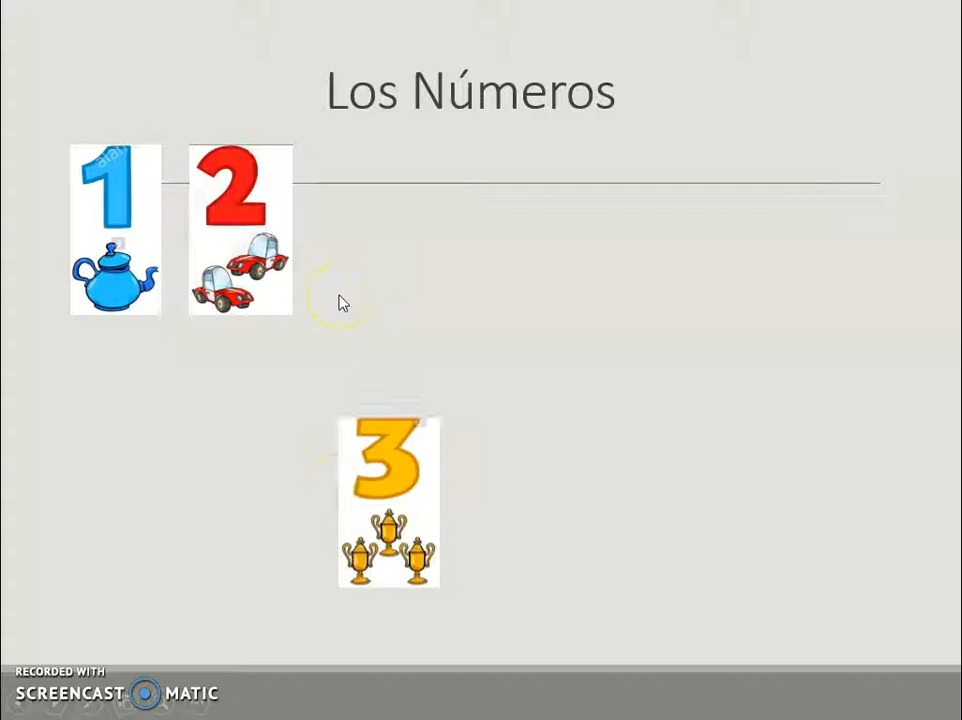 Los Números
1 2
3
RECORDED WITH
SCREENCAST MATIC